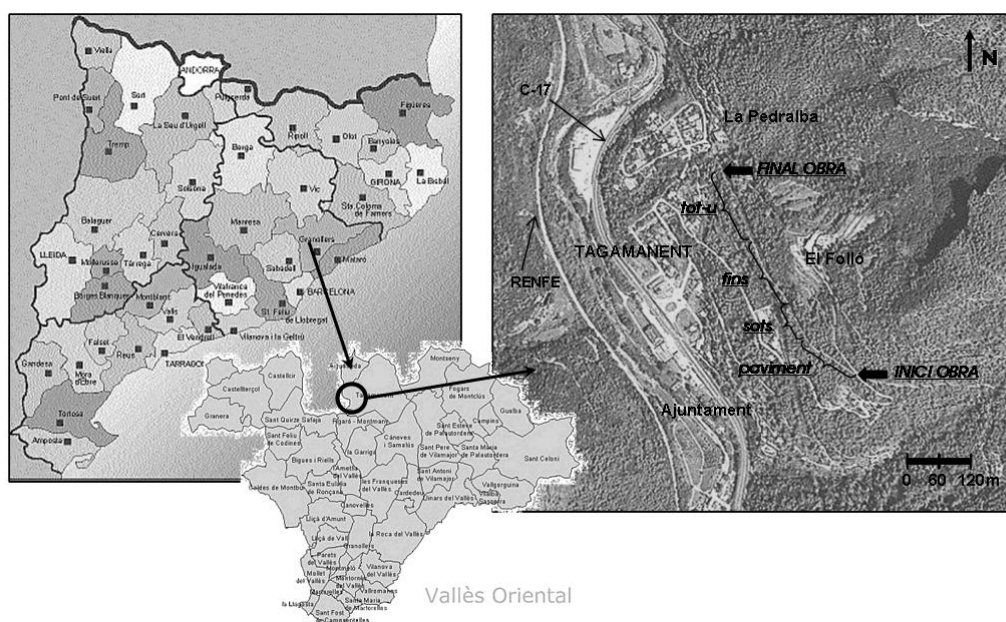 Viella
ANDORRA
Pont de Suert
Sort
Puigcerdà
Figueres
La Seu d'Urgell
Ripoll
Olot
Banyoles
Tremp
Berga
GIRONA
La Bisbal
Solsona
Vic
Sta. Coloma
de Farners
Balaguer
Manresa
Cervera
Granollers
LLEIDA
Mollerussa
Tàrrega
Igualada
Sabadell
Mataró
Borges Blanques
Vilafranca
del Penedès
BARCELONA
Montblanc
St. Feliu
de Llobregat
Valls
Gandesa
Falset
Reus
El Vendrell
Vilanova i la Geltrú
Móra
d'Ebre
TARRAGONA
Tortosa
Amposta
Montseny
Castellcir
Castellterçol
Fogars
de Montclús
Granera
Gualba
Sant Quirze Safaja
Figaró - Montmany
Campins
Sant Esteve
de Palautordera
Sant Feliu
de Codines
Cànoves
i Samalús
la Garriga
Sant Pere
de Vilamajor
Santa Maria
de Palautordera
Sant Celoni
Bigues i Riells
l'Ametlla
del Vallès
Sant Antoni
de Vilamajor
Caldes de Montbui
Santa Eulàlia
de Ronçana
les Franqueses
del Vallès
Vallgorguina
Cardedeu
Llinars del Vallès
Vilalba
Sasserra
Canovelles
Lliçà d'Amunt
la Roca del Vallès
Lliçà de Vall
Granollers
Parets
del Vallès
Montmeló
Vilanova
del Vallès
Mollet
del Vallès
Montornès
del Vallès
Martorelles
Vallromanes
la Llagosta
Santa Maria
de Martorelles
Sant Fost
de Campsentelles
Vallès Oriental
N
C-17
La Pedralba
FINAL OBRA
tot-u
TAGAMANENT
El Folló
RENFE
fins
sots
paviment
INICI OBRA
Ajuntament
0 60 120m